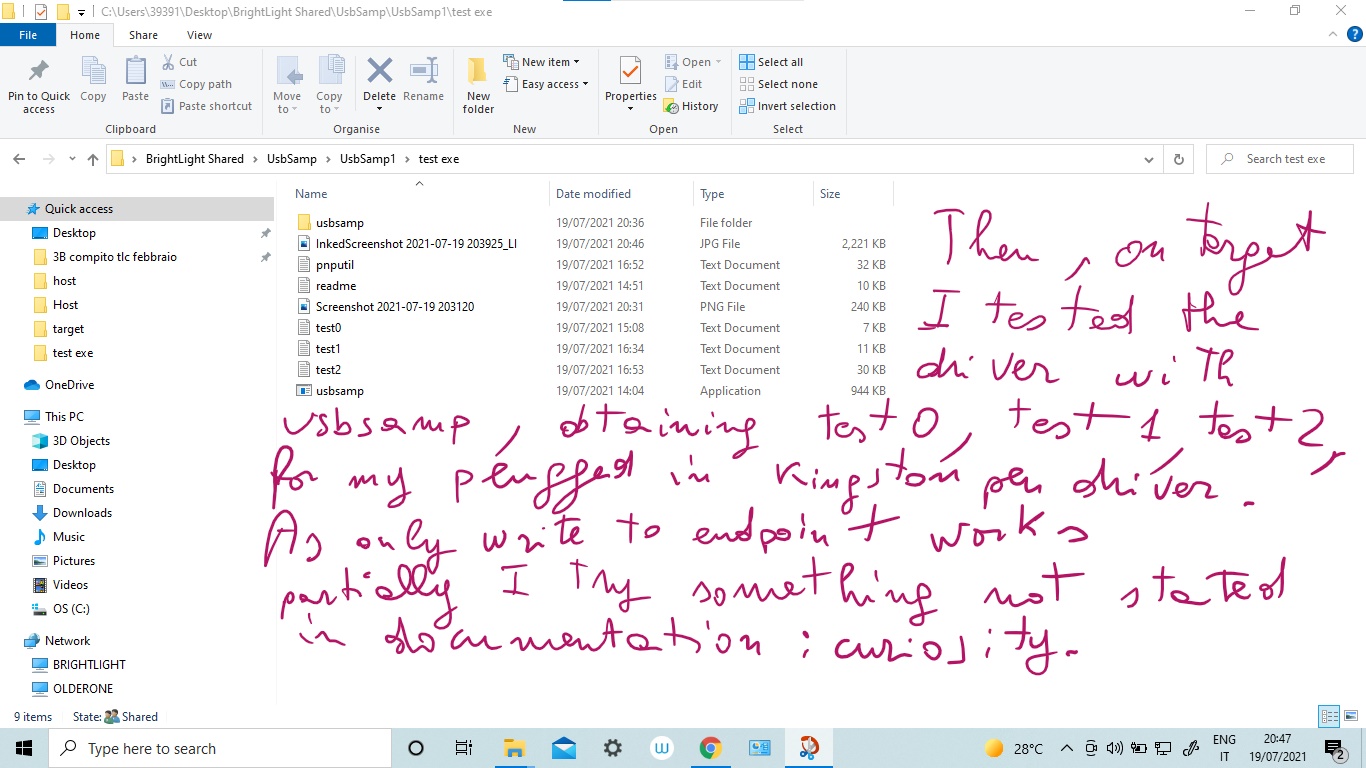 C:\Users\39391\Desktop\BrightLight Shared\UsbSamp\UsbSamp1\test exe
File Home Share View
Pin to Quick access
Copy
Paste
Cut
Copy path
Paste shortcut
Clipboard
Move to
Copy to
Delete
Rename
Organise
New folder
New item
Easy access
New
Properties
Open
Edit
History
Open
Select all
Select none
Invert selection
Select
BrightLight Shared > UsbSamp > UsbSamp1 > test exe
Search test exe
Name Date modified Type Size
usbsamp 19/07/2021 20:36 File folder
InkedScreenshot 2021-07-19 203925_LI 19/07/2021 20:46 JPG File 2,221 KB
pnputil 19/07/2021 16:52 Text Document 32 KB
readme 19/07/2021 14:51 Text Document 10 KB
Screenshot 2021-07-19 203120 19/07/2021 20:31 PNG File 240 KB
test0 19/07/2021 15:08 Text Document 7 KB
test1 19/07/2021 16:34 Text Document 11 KB
test2 19/07/2021 16:53 Text Document 30 KB
usbsamp 19/07/2021 14:04 Application 944 KB
Quick access
Desktop
3B compito tlc febbraio
host
Host
target
test exe
OneDrive
This PC
3D Objects
Desktop
Documents
Downloads
Music
Pictures
Videos
OS (C:)
Network
BRIGHTLIGHT
OLDERONE
Then, on target
I tested the
driver with
usbsamp, obtaining test0, test1, test2,
for my plugged in Kingston pen driver.
As only write to endpoint works
partially I try something not stated
in documentation : curiosity.
9 items State: Shared
Type here to search
28°C
ENG
IT
20:47
19/07/2021
2